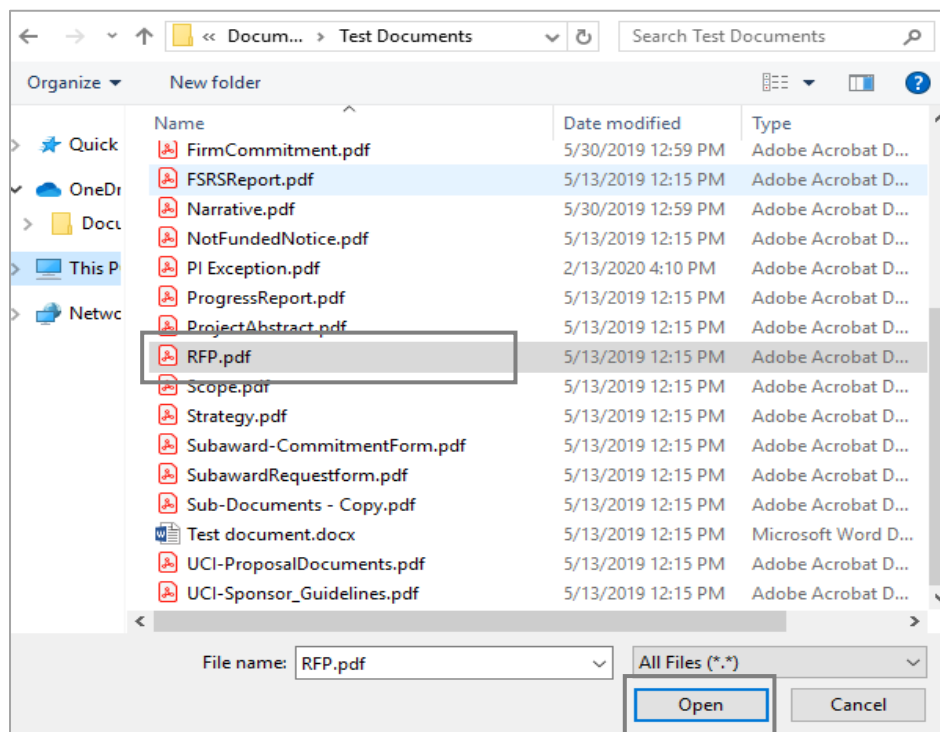 « Docum... > Test Documents
Search Test Documents
Organize
New folder
?
Name
Date modified
Type
Quick
OneDr
Docu
This P
Netwo
FirmCommitment.pdf 5/30/2019 12:59 PM Adobe Acrobat D...
FSRSReport.pdf 5/13/2019 12:15 PM Adobe Acrobat D...
Narrative.pdf 5/30/2019 12:59 PM Adobe Acrobat D...
NotFundedNotice.pdf 5/13/2019 12:15 PM Adobe Acrobat D...
PI Exception.pdf 2/13/2020 4:10 PM Adobe Acrobat D...
ProgressReport.pdf 5/13/2019 12:15 PM Adobe Acrobat D...
ProjectAbstract.pdf 5/13/2019 12:15 PM Adobe Acrobat D...
RFP.pdf 5/13/2019 12:15 PM Adobe Acrobat D...
Scope.pdf 5/13/2019 12:15 PM Adobe Acrobat D...
Strategy.pdf 5/13/2019 12:15 PM Adobe Acrobat D...
Subaward-CommitmentForm.pdf 5/13/2019 12:15 PM Adobe Acrobat D...
SubawardRequestform.pdf 5/13/2019 12:15 PM Adobe Acrobat D...
Sub-Documents - Copy.pdf 5/13/2019 12:15 PM Adobe Acrobat D...
Test document.docx 5/13/2019 12:15 PM Microsoft Word D...
UCI-ProposalDocuments.pdf 5/13/2019 12:15 PM Adobe Acrobat D...
UCI-Sponsor_Guidelines.pdf 5/13/2019 12:15 PM Adobe Acrobat D...
File name: RFP.pdf
All Files (*.*)
Open
Cancel